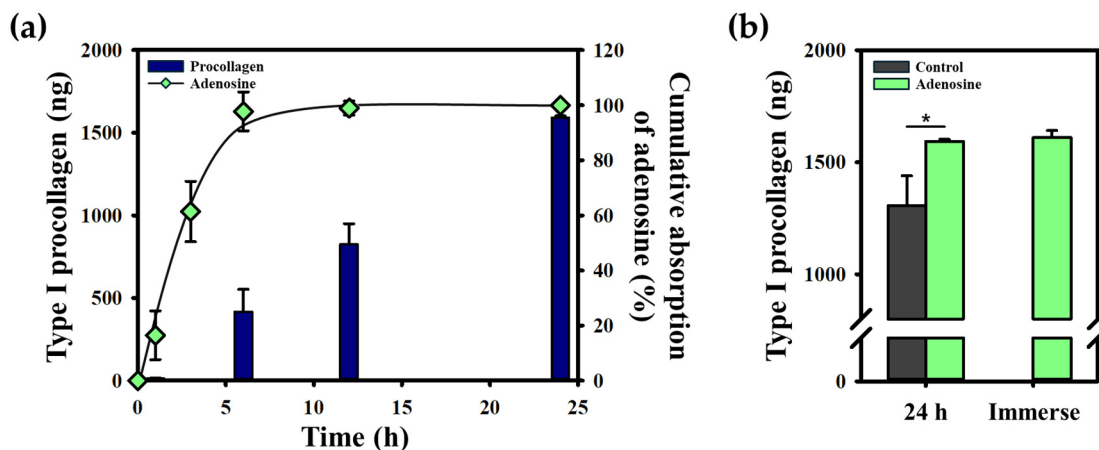 (a)
Type I procollagen (ng)
2000
1500
1000
500
0
Procollagen
Adenosine
120
100
80
60
40
20
0
Cumulative absorption
of adenosine (%)
0 5 10 15 20 25
Time (h)
(b)
Type I procollagen (ng)
2000
1500
1000
0
Control
Adenosine
*
24 h Immerse